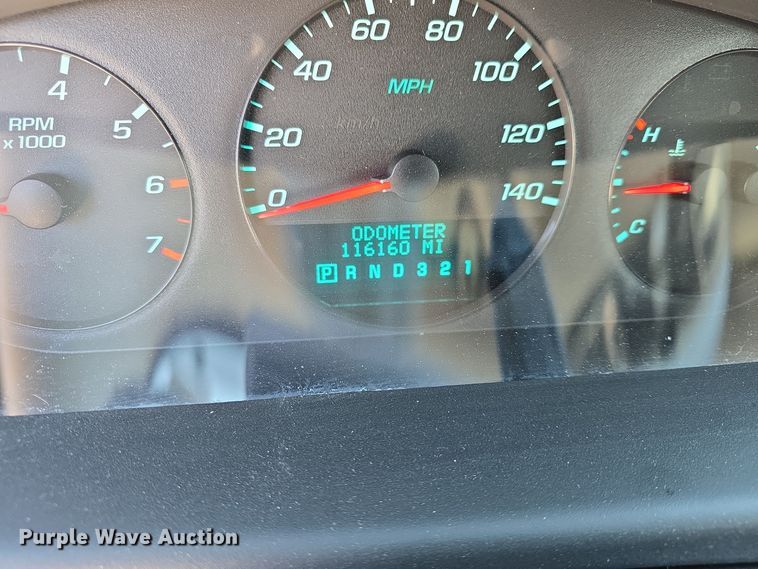 4
5
6
7
RPM
x 1000
0
20
40
60
80
100
120
140
MPH
ODOMETER
116160 MI
P R N D 3 2 1
H
C
Purple Wave Auction